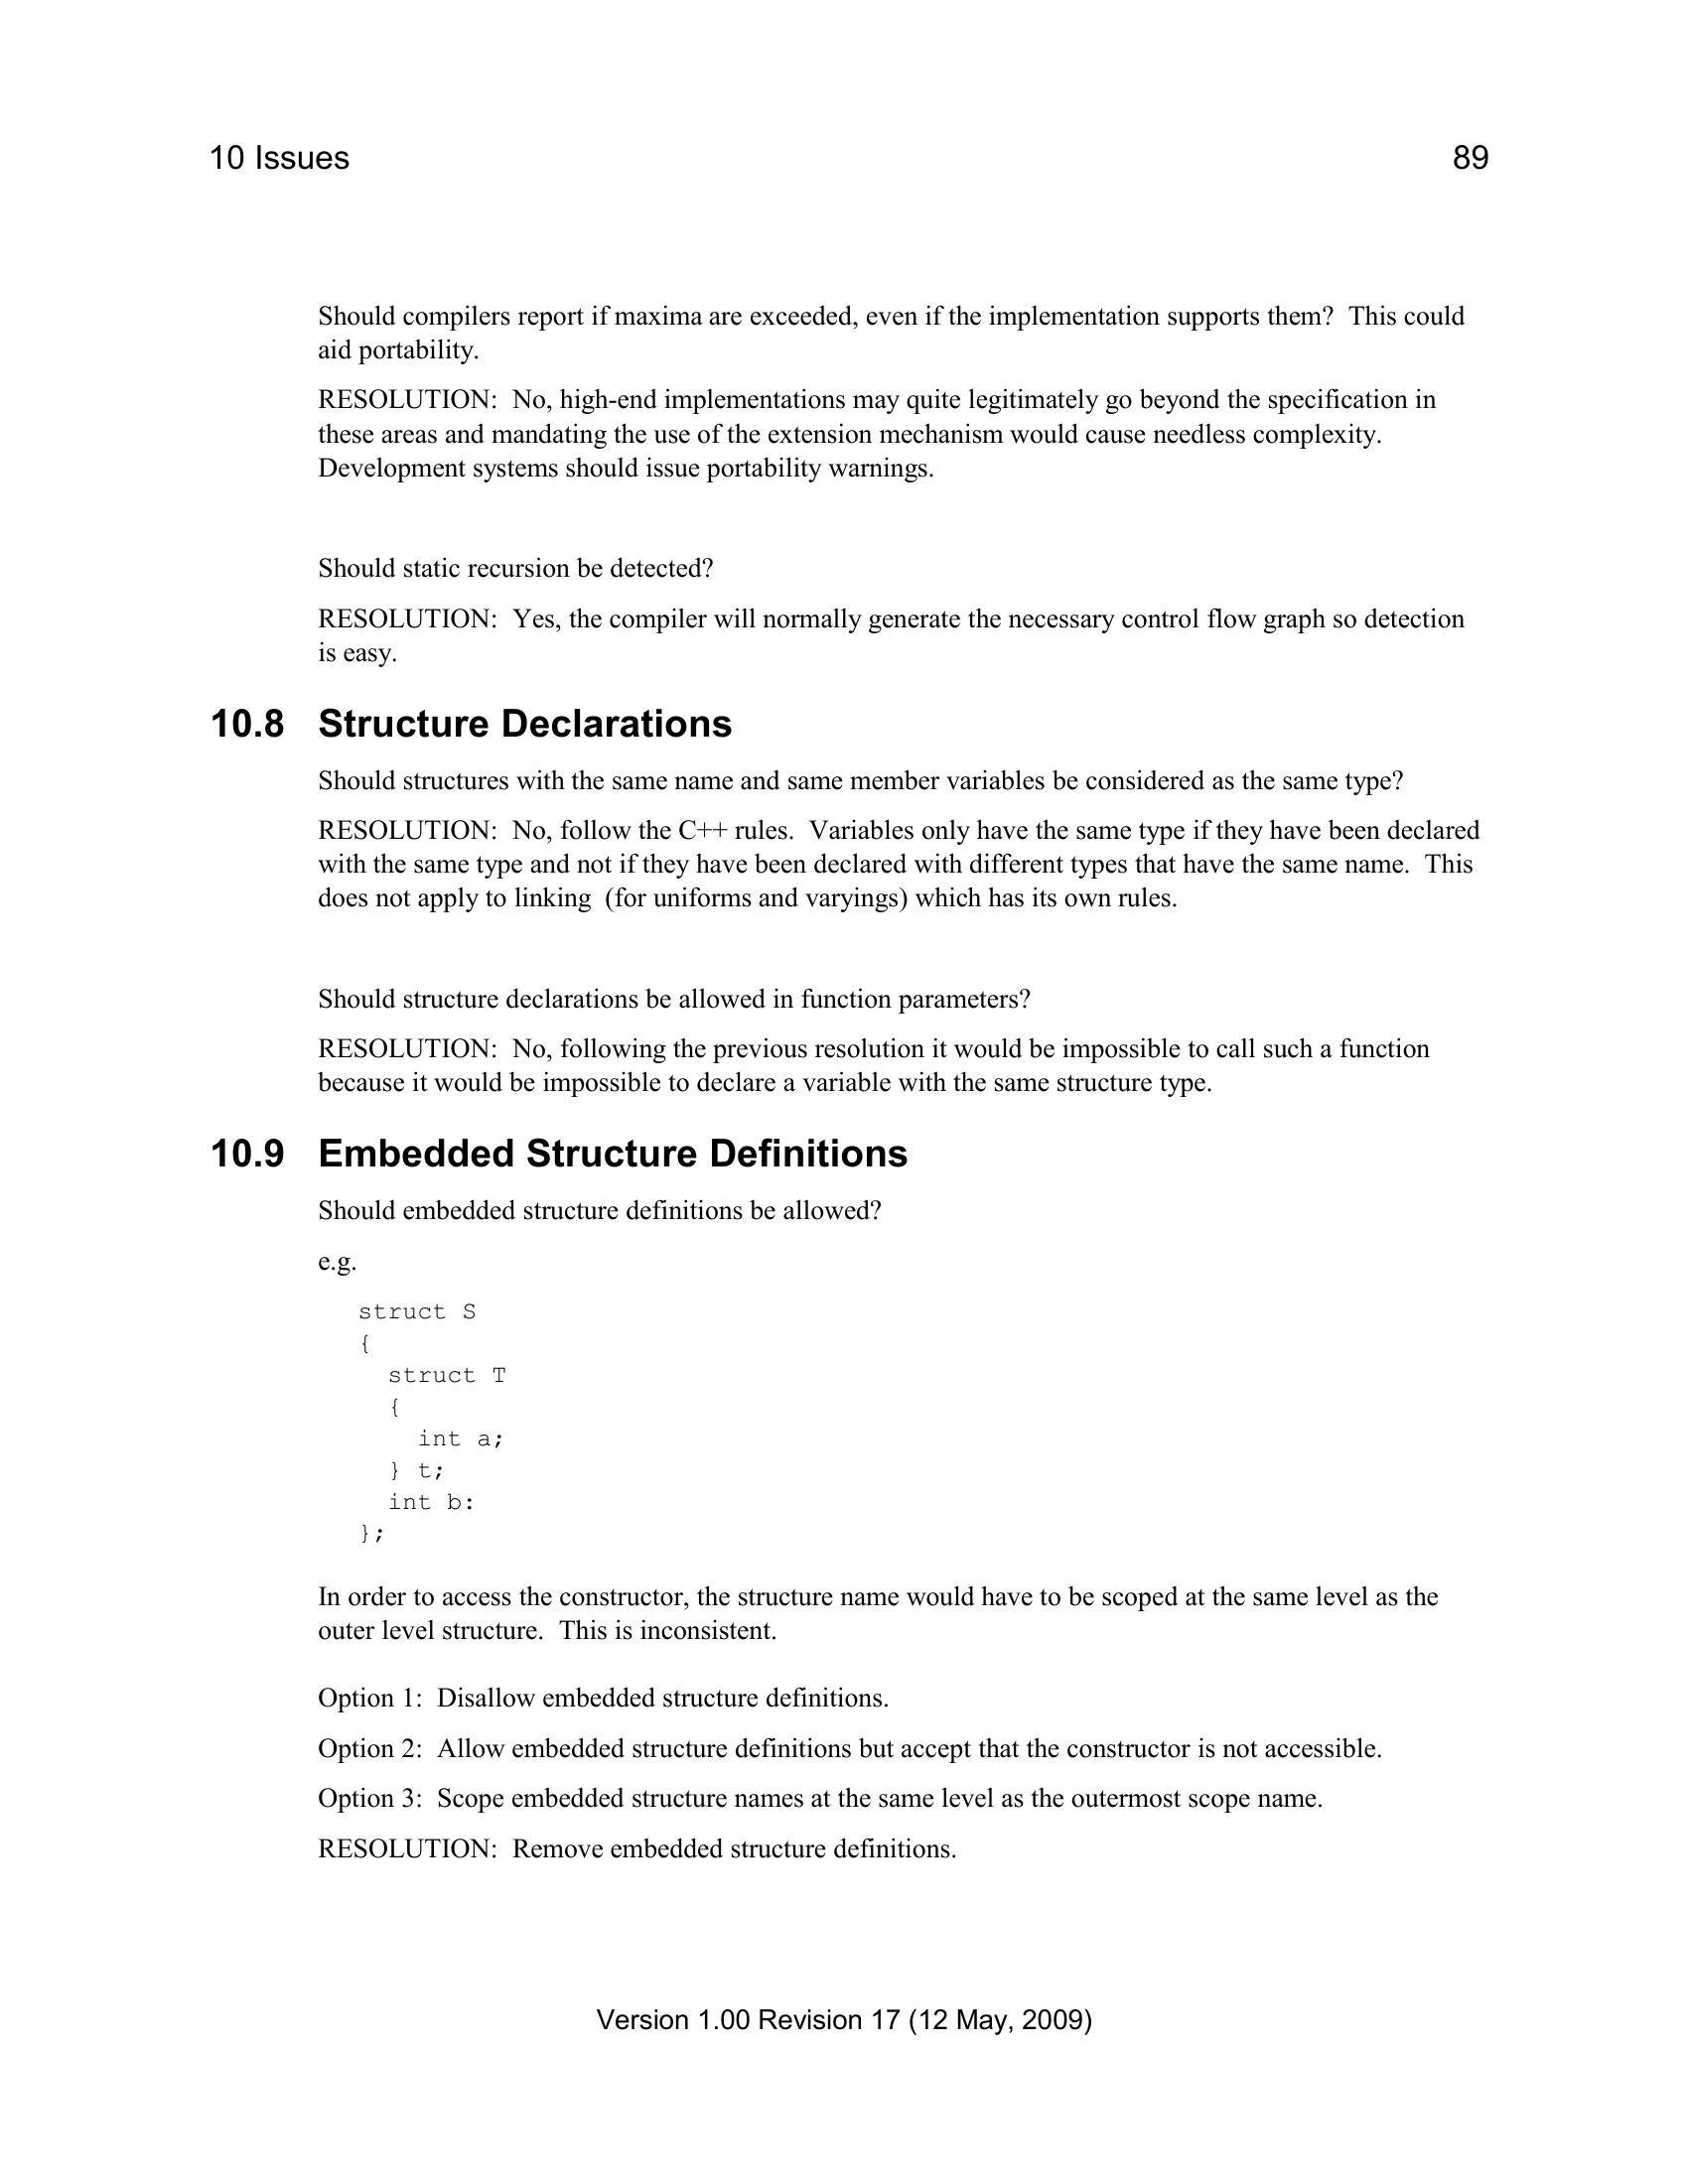 10 Issues 89
Should compilers report if maxima are exceeded, even if the implementation supports them?  This could
aid portability.
RESOLUTION:  No, high-end implementations may quite legitimately go beyond the specification in
these areas and mandating the use of the extension mechanism would cause needless complexity.
Development systems should issue portability warnings.
Should static recursion be detected?
RESOLUTION:  Yes, the compiler will normally generate the necessary control flow graph so detection
is easy.
10.8 Structure Declarations
Should structures with the same name and same member variables be considered as the same type?
RESOLUTION:  No, follow the C++ rules.  Variables only have the same type if they have been declared
with the same type and not if they have been declared with different types that have the same name.  This
does not apply to linking  (for uniforms and varyings) which has its own rules.
Should structure declarations be allowed in function parameters?
RESOLUTION:  No, following the previous resolution it would be impossible to call such a function
because it would be impossible to declare a variable with the same structure type.
10.9 Embedded Structure Definitions
Should embedded structure definitions be allowed?
e.g.
struct S
{
struct T
{
int a;
} t;
int b:
};
In order to access the constructor, the structure name would have to be scoped at the same level as the
outer level structure.  This is inconsistent.
Option 1:  Disallow embedded structure definitions.
Option 2:  Allow embedded structure definitions but accept that the constructor is not accessible.
Option 3:  Scope embedded structure names at the same level as the outermost scope name.
RESOLUTION:  Remove embedded structure definitions.
Version 1.00 Revision 17 (12 May, 2009)